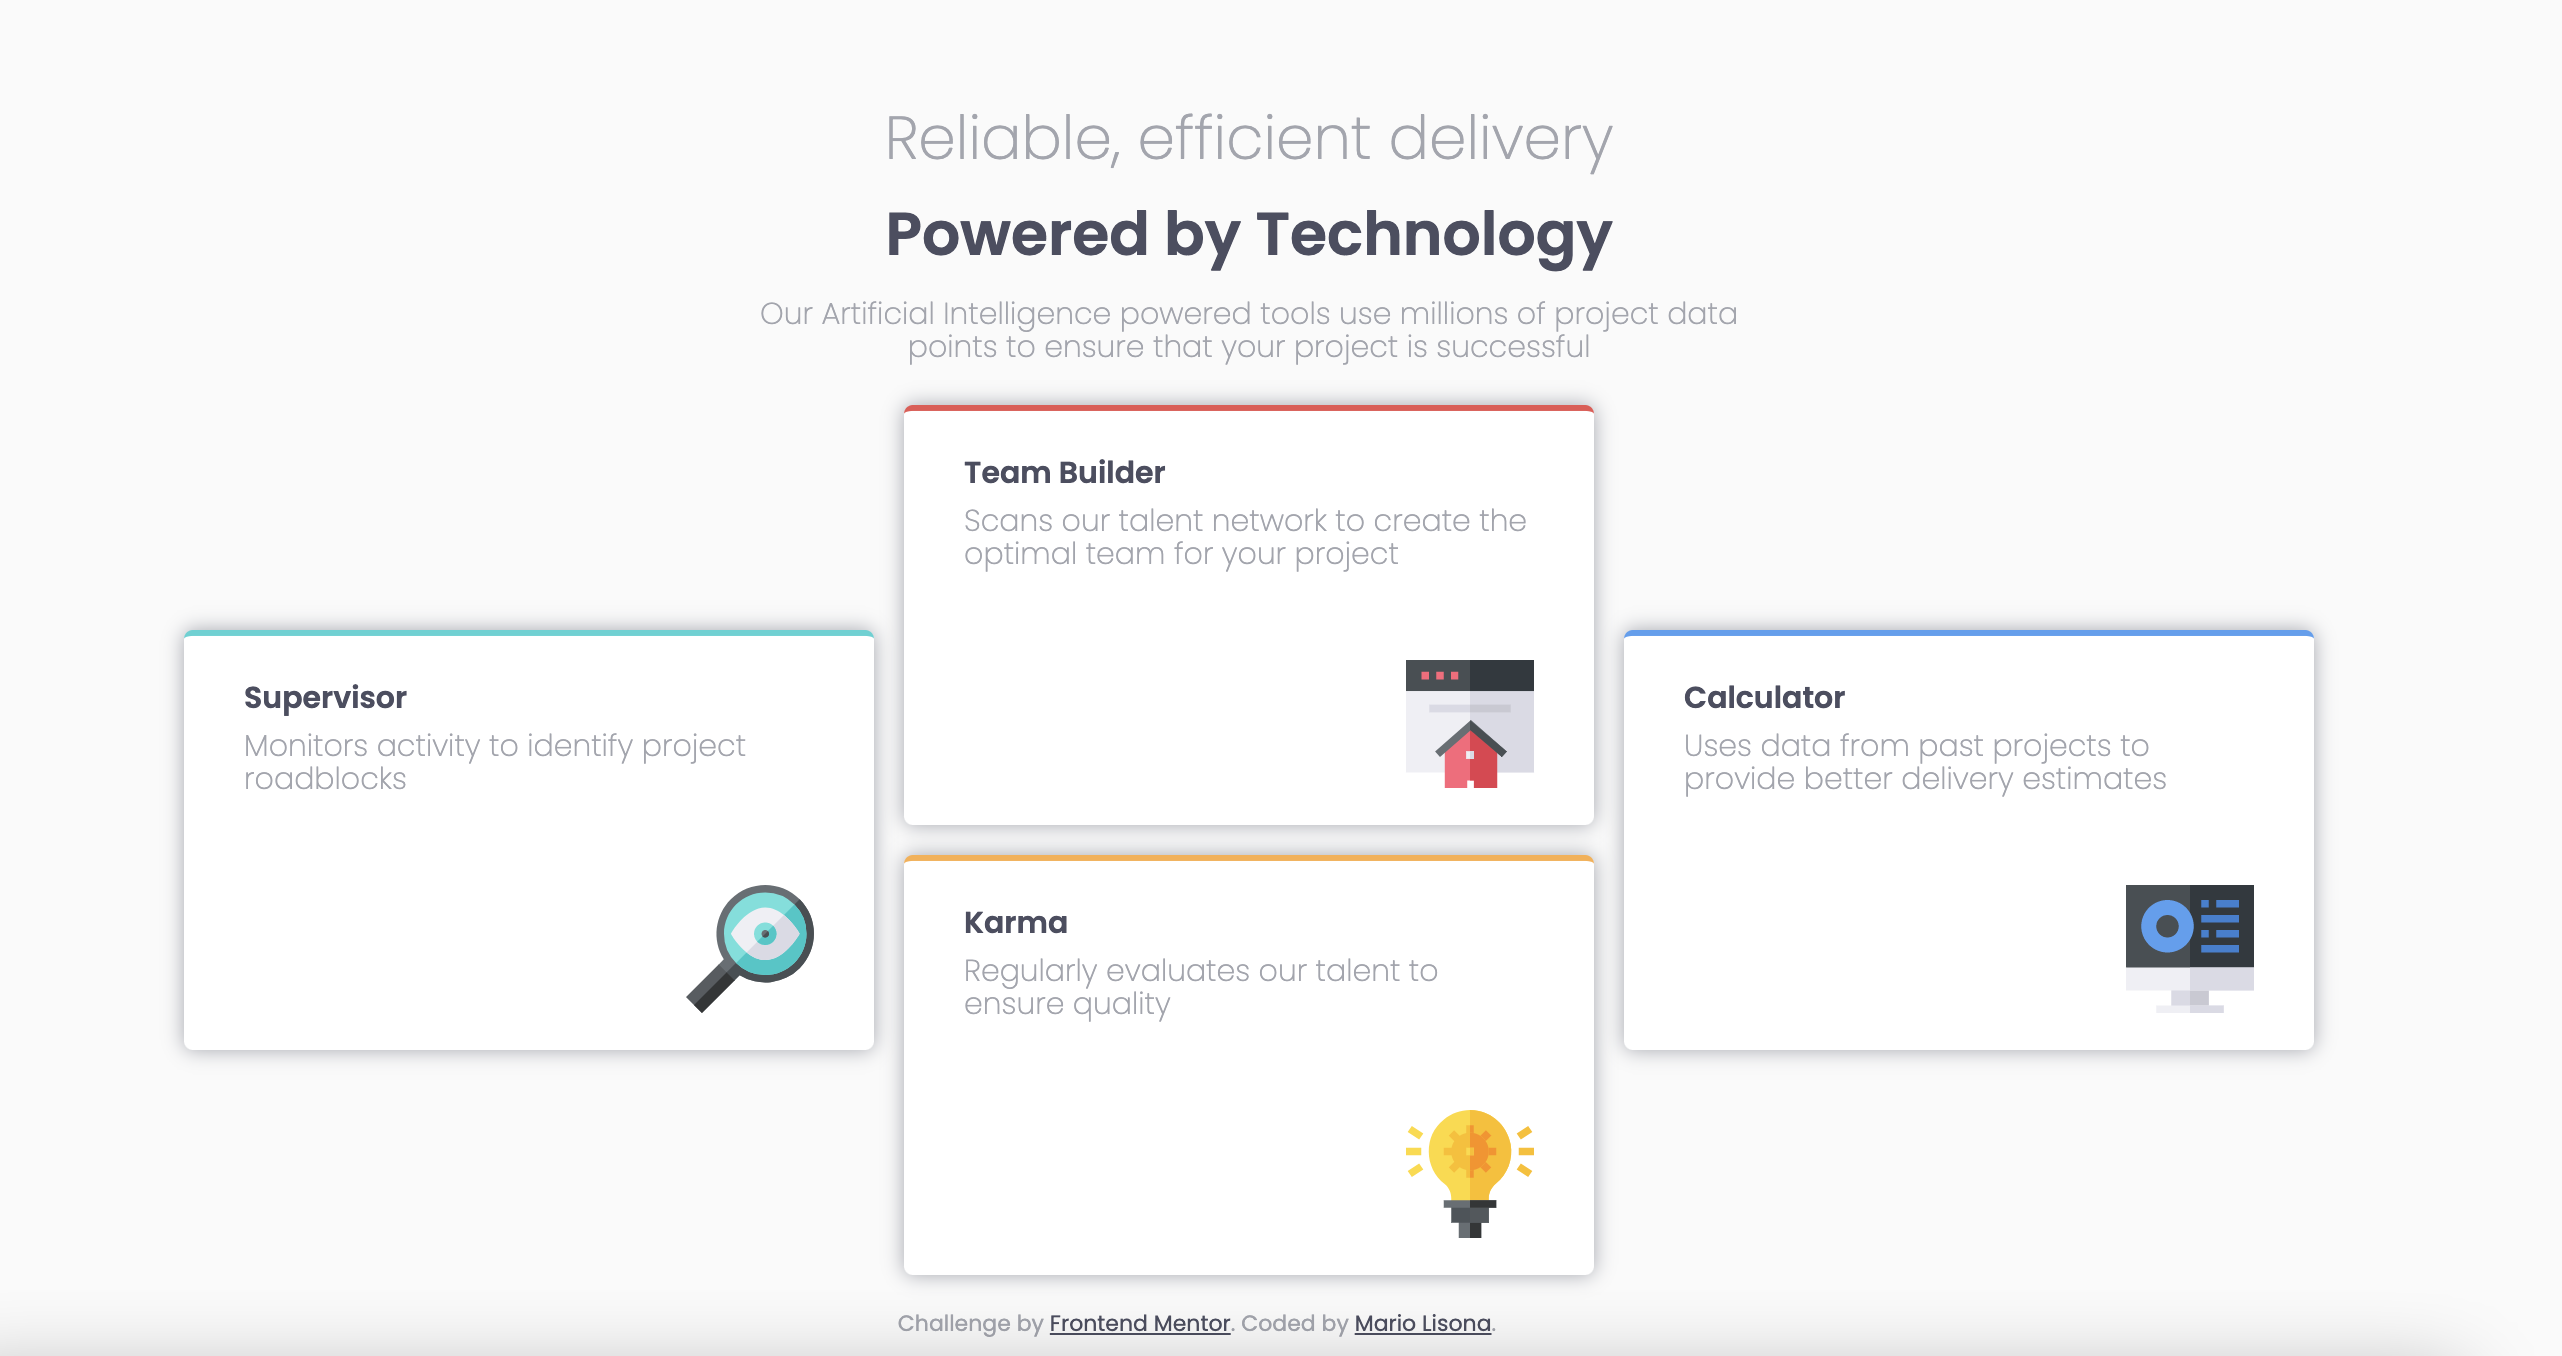 Reliable, efficient delivery
Powered by Technology
Our Artificial Intelligence powered tools use millions of project data
points to ensure that your project is successful
Supervisor
Monitors activity to identify project
roadblocks
Team Builder
Scans our talent network to create the
optimal team for your project
Karma
Regularly evaluates our talent to
ensure quality
Calculator
Uses data from past projects to
provide better delivery estimates
Challenge by Frontend Mentor. Coded by Mario Lisona.